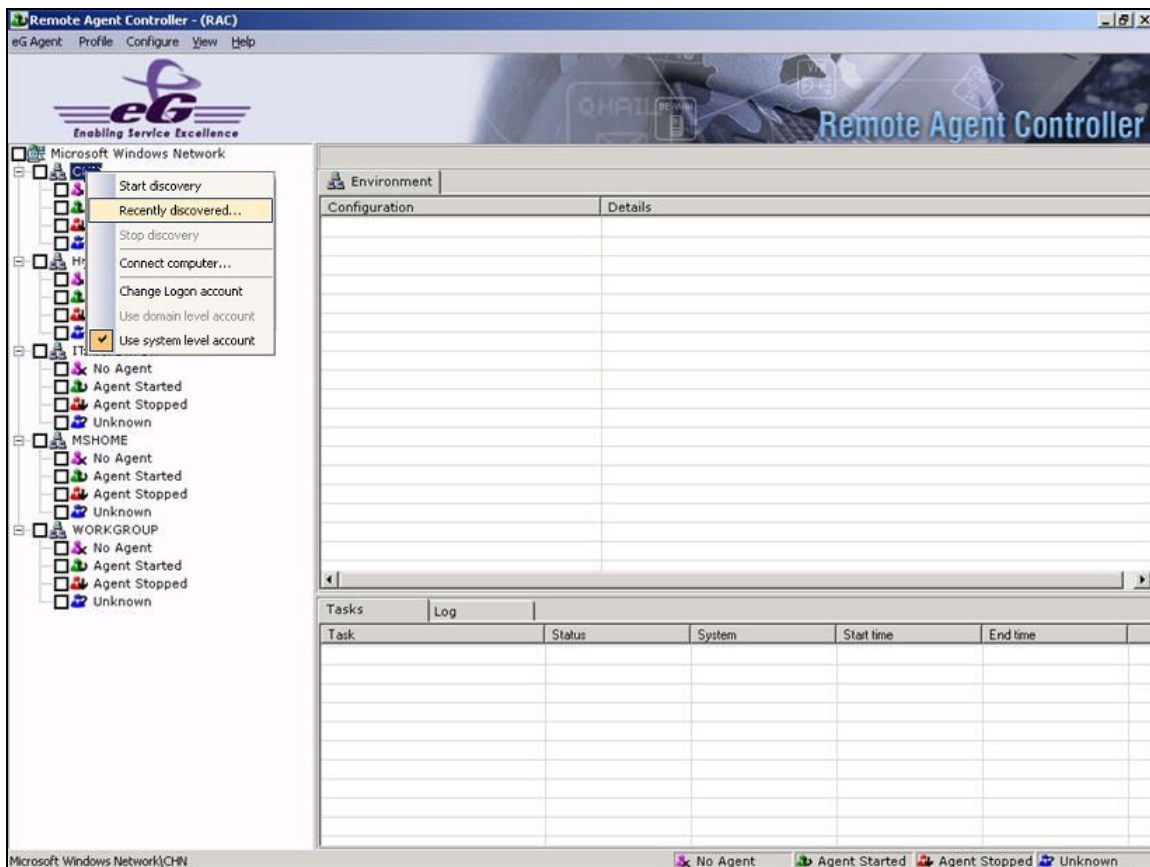 Remote Agent Controller - (RAC)
eG Agent Profile Configure View Help
eG
Enabling Service Excellence
QMAIL
Remote Agent Controller
Microsoft Windows Network
Start discovery
Recently discovered...
Stop discovery
Connect computer...
Change Logon account
Use domain level account
Use system level account
No Agent
Agent Started
Agent Stopped
Unknown
MSHOME
No Agent
Agent Started
Agent Stopped
Unknown
WORKGROUP
No Agent
Agent Started
Agent Stopped
Unknown
Environment
Configuration Details
Tasks Log
Task Status System Start time End time
Microsoft Windows Network\CHN
No Agent Agent Started Agent Stopped Unknown